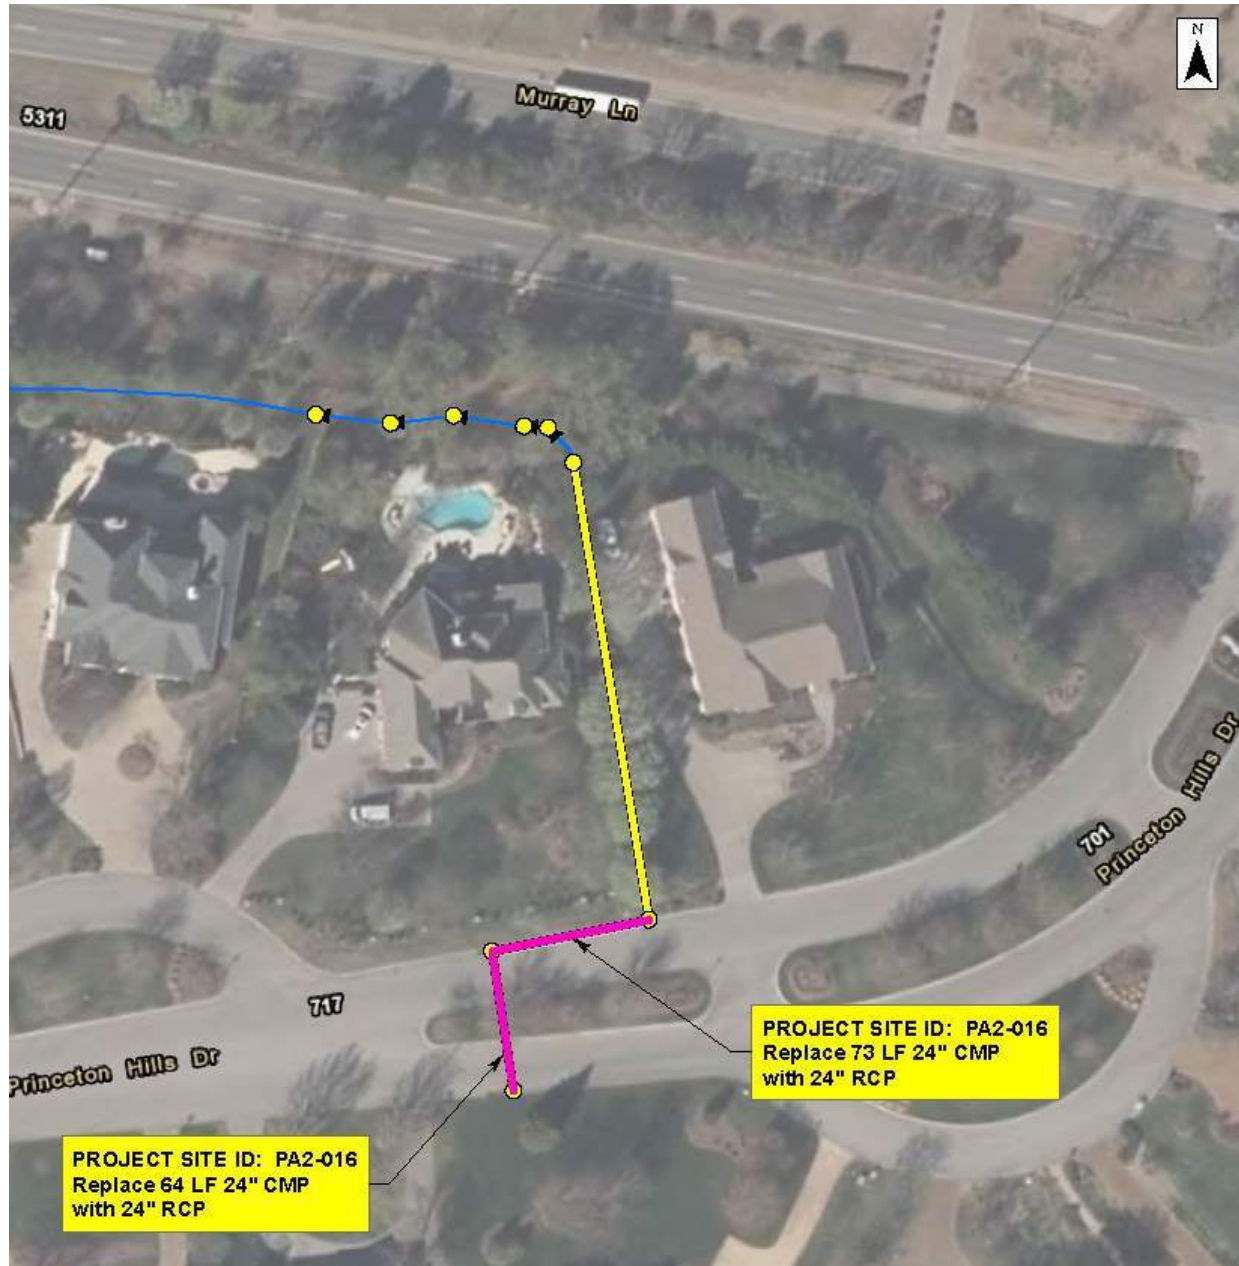 N
Murray Ln
5311
701
Princeton Hills Dr
717
Princeton Hills Dr
PROJECT SITE ID: PA2-016
Replace 73 LF 24" CMP
with 24" RCP
PROJECT SITE ID: PA2-016
Replace 64 LF 24" CMP
with 24" RCP